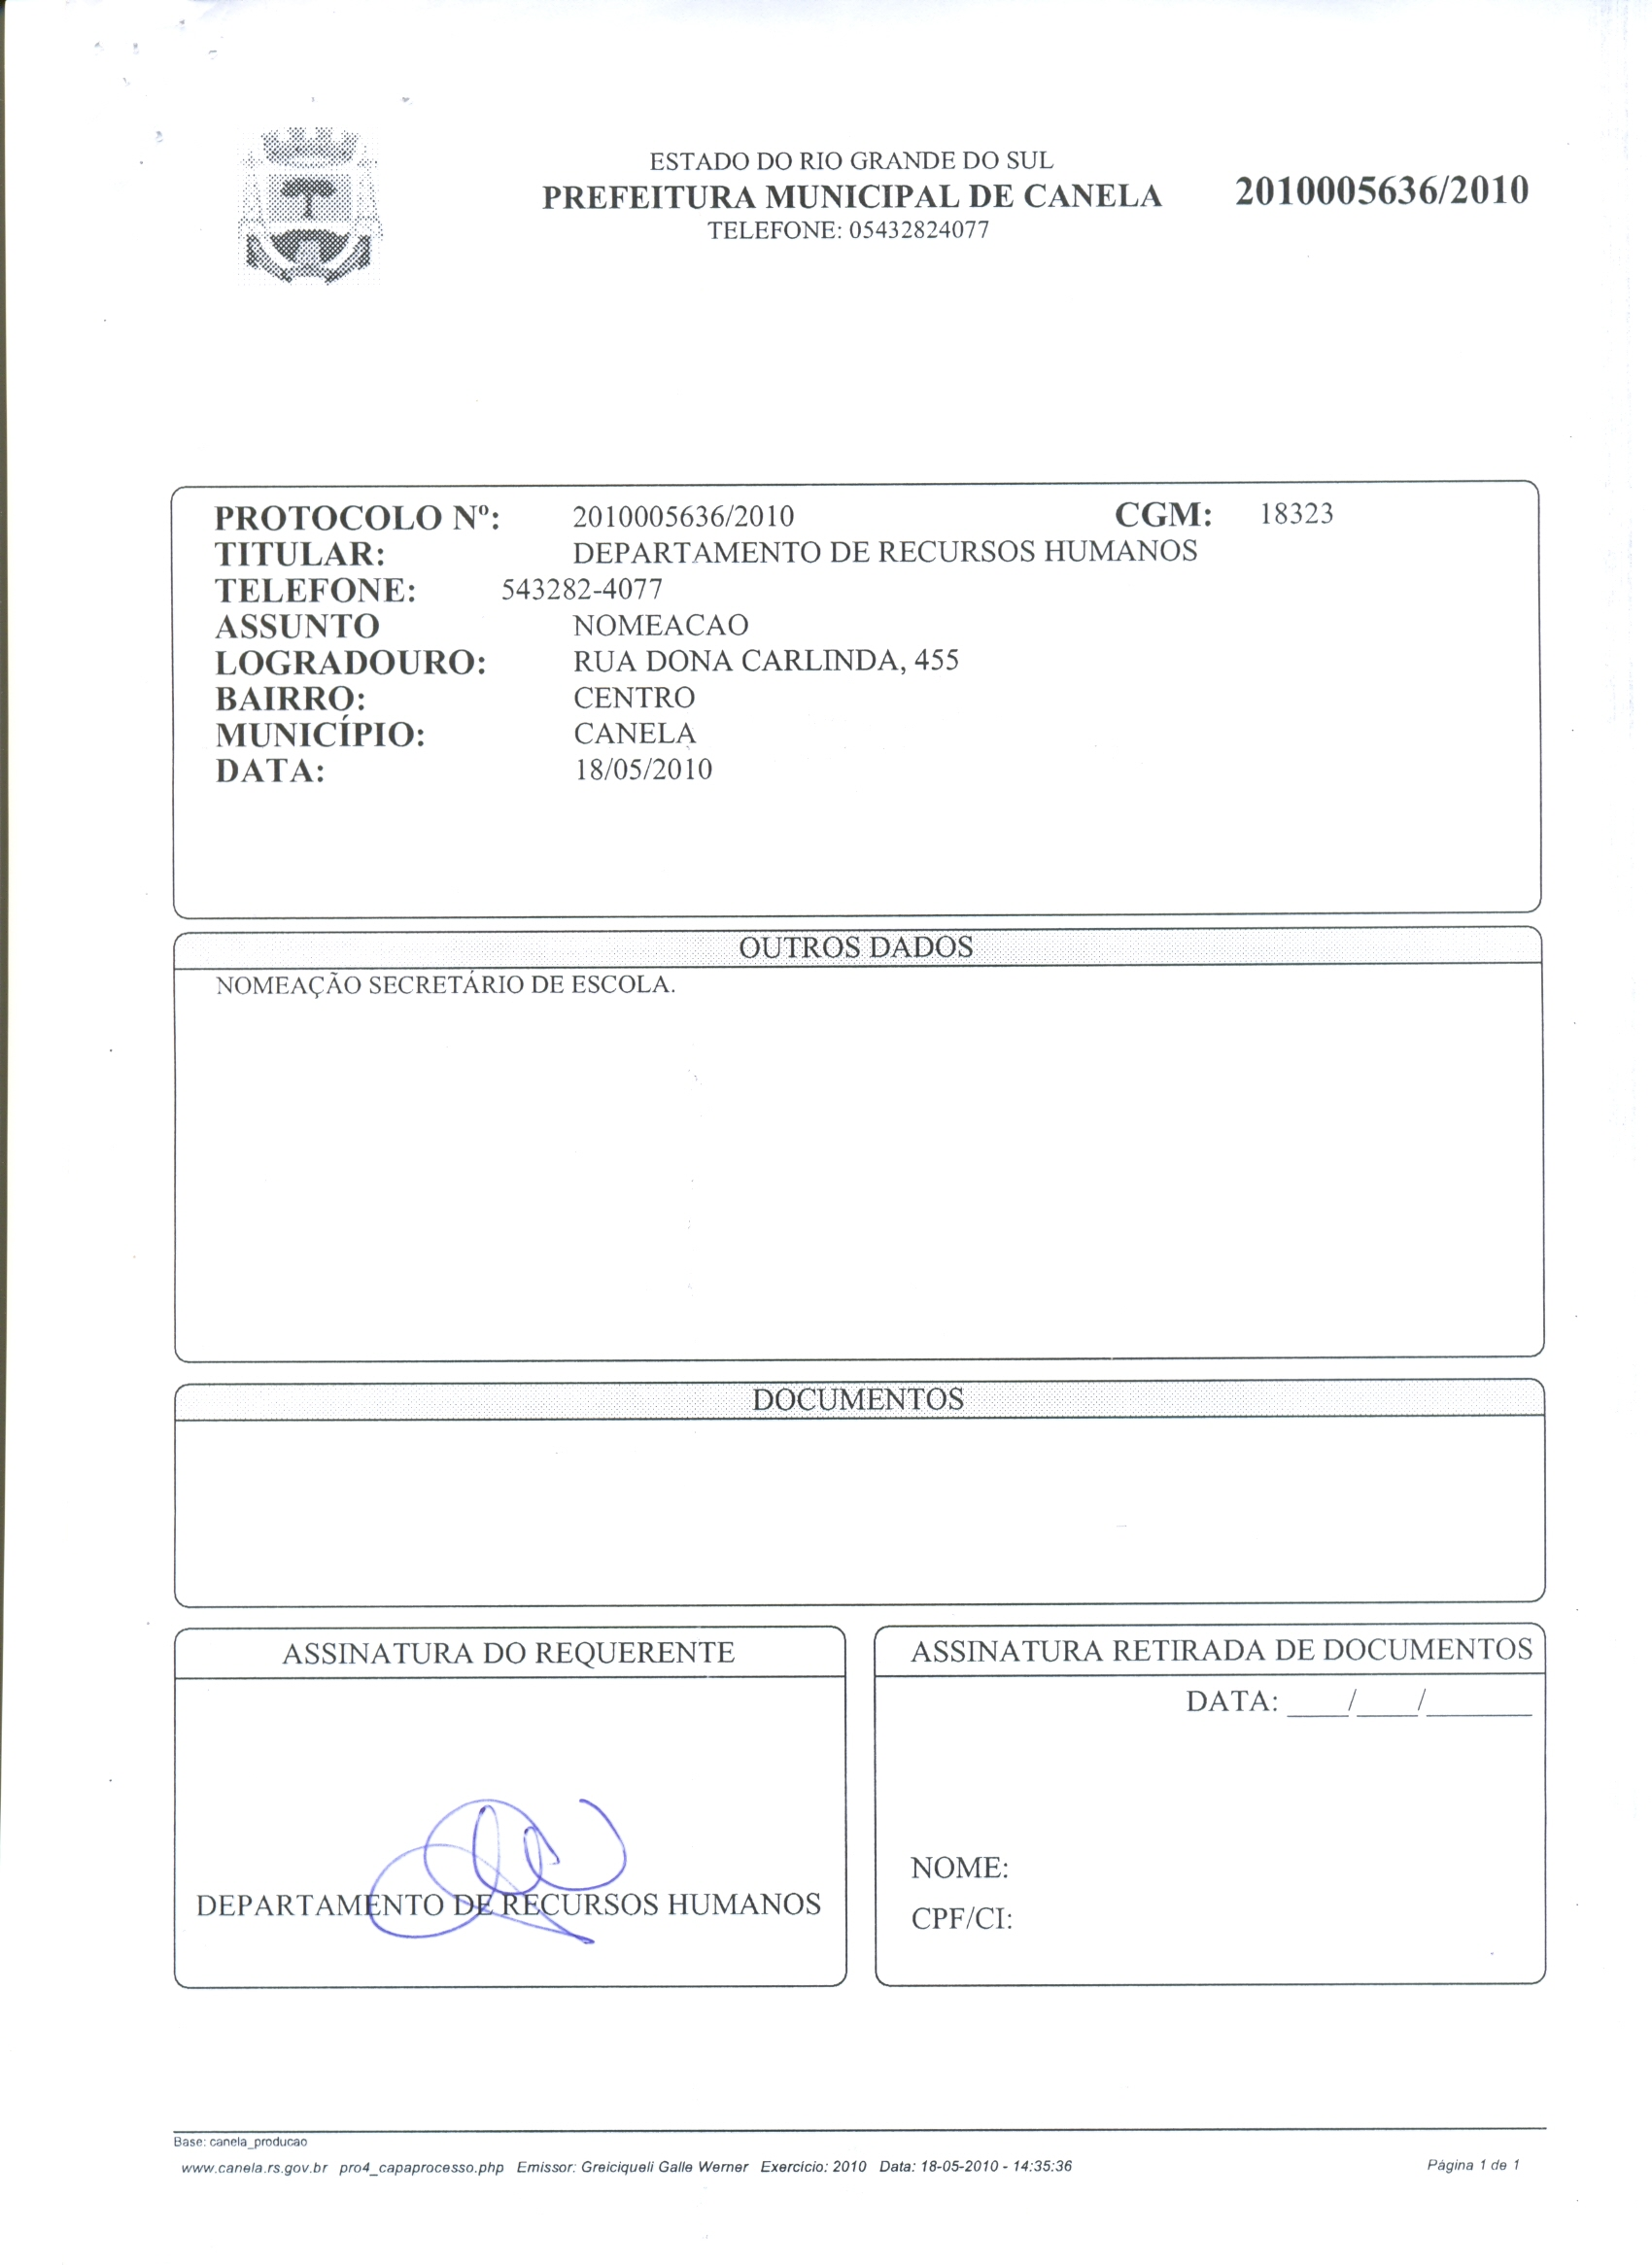 ESTADO DO RIO GRANDE DO SUL
PREFEITURA MUNICIPAL DE CANELA
2010005636/2010
TELEFONE: 05432824077
PROTOCOLO Nº: 2010005636/2010 CGM: 18323
TITULAR: DEPARTAMENTO DE RECURSOS HUMANOS
TELEFONE: 543282-4077
ASSUNTO NOMEACAO
LOGRADOURO: RUA DONA CARLINDA, 455
BAIRRO: CENTRO
MUNICÍPIO: CANELA
DATA: 18/05/2010
OUTROS DADOS
NOMEAÇÃO SECRETÁRIO DE ESCOLA.
DOCUMENTOS
ASSINATURA DO REQUERENTE
DEPARTAMENTO DE RECURSOS HUMANOS
ASSINATURA RETIRADA DE DOCUMENTOS
DATA: ____/____/_______
NOME:
CPF/CI:
Base: canela_producao
www.canela.rs.gov.br pro4_capaprocesso.php Emissor: Greiciqueli Galle Werner Exercicio: 2010 Data: 18-05-2010 - 14:35:36 Página 1 de 1